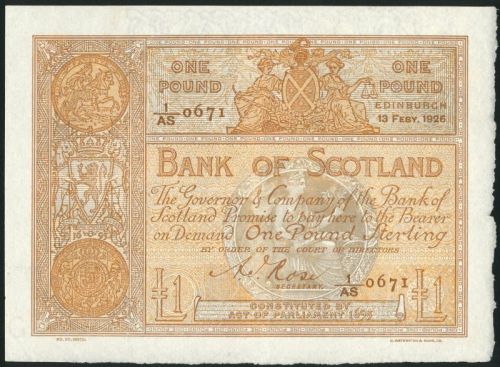 ONE POUND
ONE POUND
1/AS 0671
EDINBURGH
13 FEBY. 1926
BANK OF SCOTLAND
The Governor & Company of the Bank of
Scotland Promise to pay here to the Bearer
on Demand One Pound Sterling
BY ORDER OF THE COURT OF DIRECTORS
SECRETARY.
1/AS 0671
£1
£1
CONSTITUTED BY
ACT OF PARLIAMENT 1695